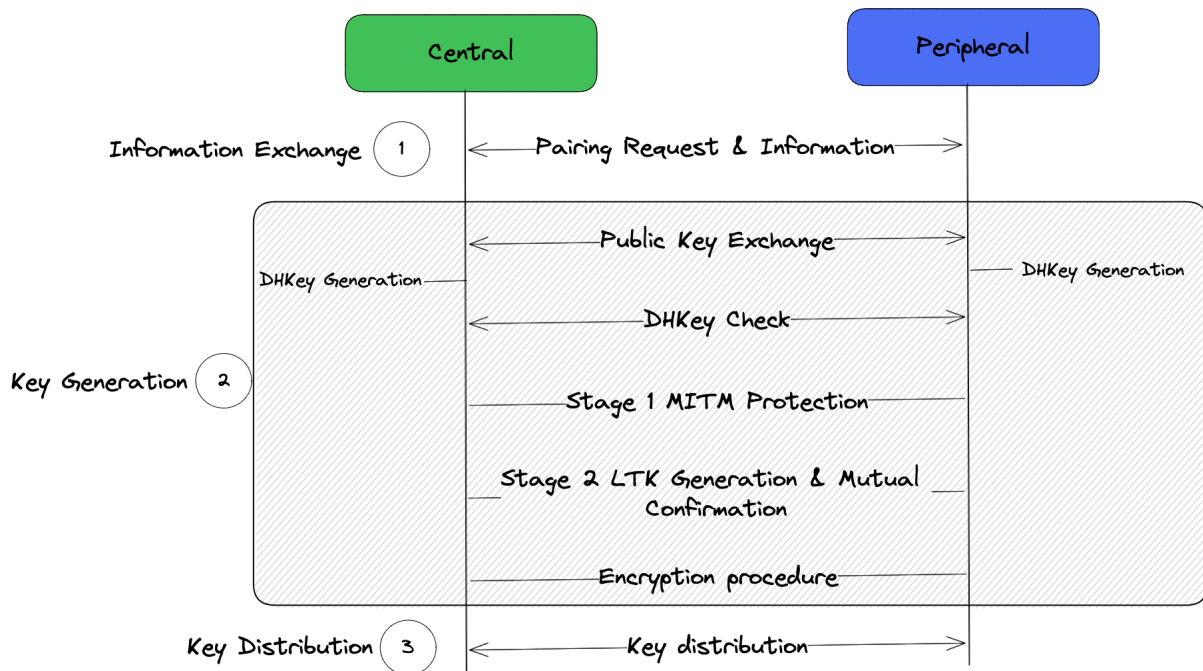 Central
Peripheral
Information Exchange 1
Pairing Request & Information
Public Key Exchange
DHKey Generation
DHKey Generation
DHKey Check
Key Generation 2
Stage 1 MITM Protection
Stage 2 LTK Generation & Mutual
Confirmation
Encryption procedure
Key Distribution 3
Key distribution